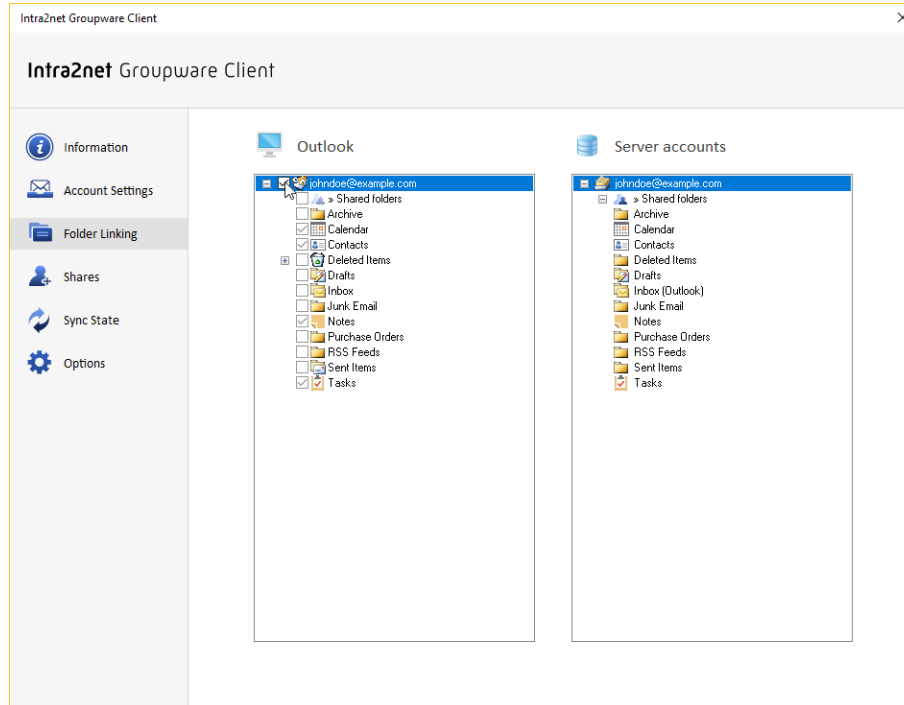 Intra2net Groupware Client
Intra2net Groupware Client
Information
Account Settings
Folder Linking
Shares
Sync State
Options
Outlook
johndoe@example.com
» Shared folders
Archive
Calendar
Contacts
Deleted Items
Drafts
Inbox
Junk Email
Notes
Purchase Orders
RSS Feeds
Sent Items
Tasks
Server accounts
johndoe@example.com
» Shared folders
Archive
Calendar
Contacts
Deleted Items
Drafts
Inbox (Outlook)
Junk Email
Notes
Purchase Orders
RSS Feeds
Sent Items
Tasks